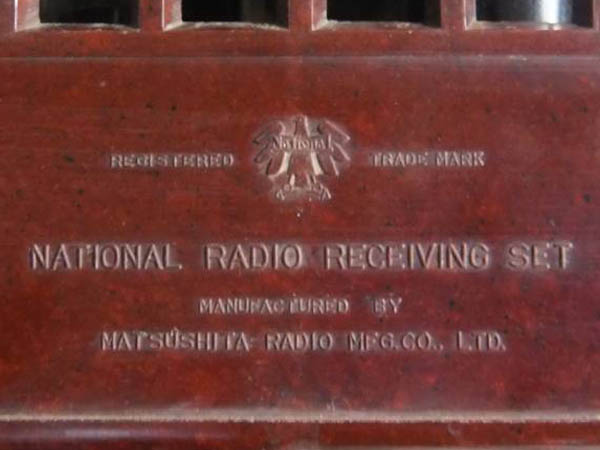 National
REGISTERED TRADE MARK
NATIONAL RADIO RECEIVING SET
MANUFACTURED BY
MATSUSHITA RADIO MFG.CO., LTD.